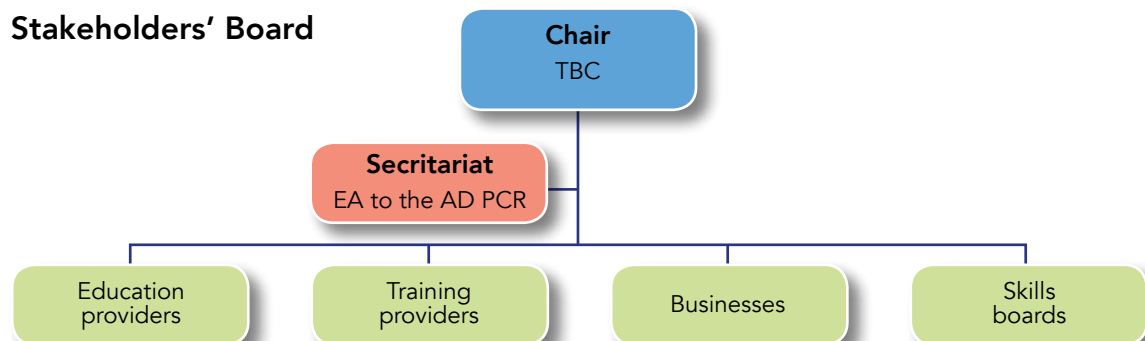 Stakeholders’ Board
Chair
TBC
Secritariat
EA to the AD PCR
Education
providers
Training
providers
Businesses
Skills
boards